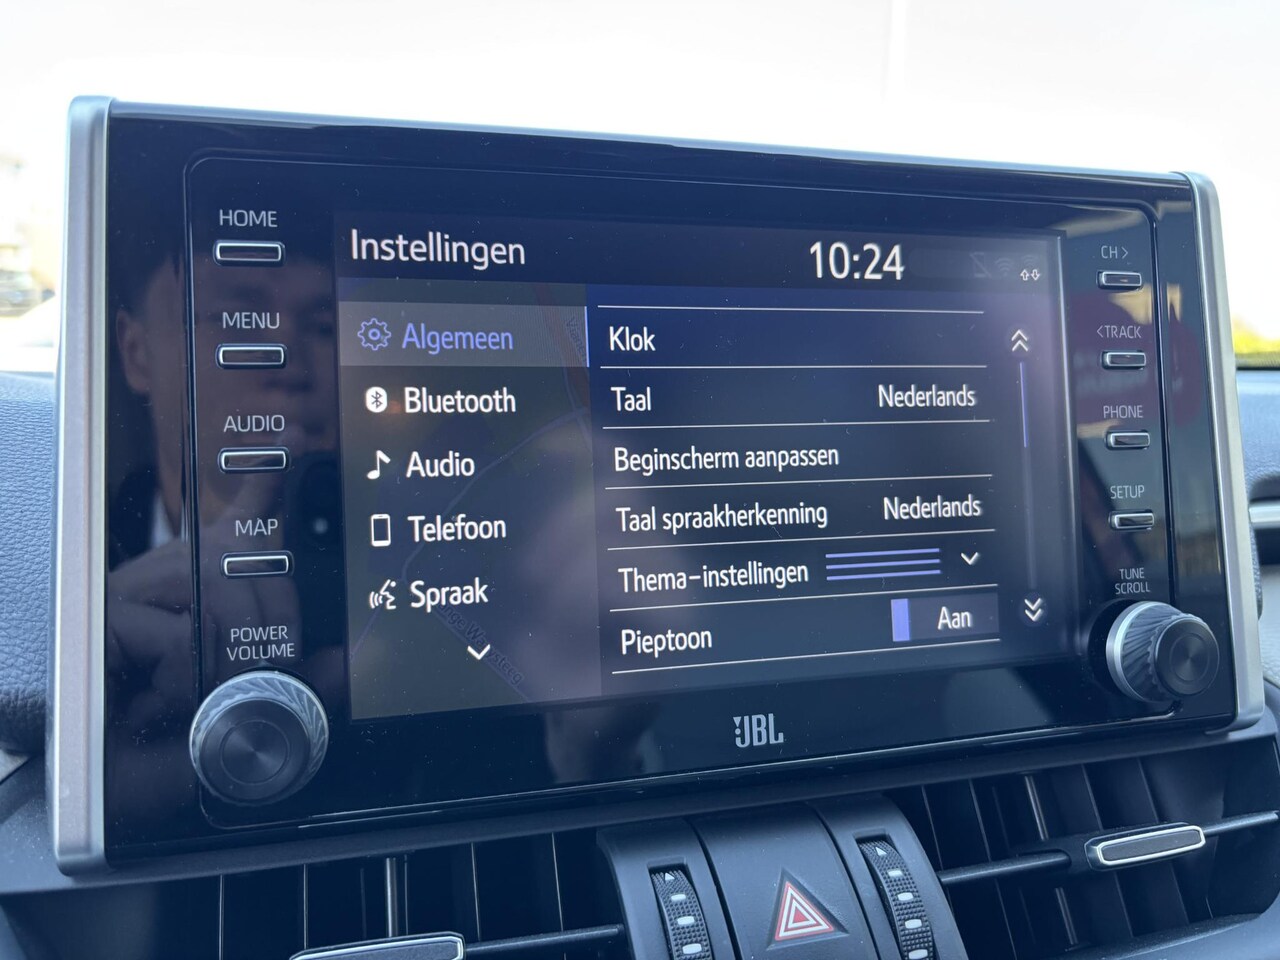 HOME
MENU
AUDIO
MAP
POWER
VOLUME
Instellingen
10:24
Algemeen
Bluetooth
Audio
Telefoon
Spraak
Klok
Taal Nederlands
Beginscherm aanpassen
Taal spraakherkenning Nederlands
Thema-instellingen
Pieptoon Aan
CH >
< TRACK
PHONE
SETUP
TUNE
SCROLL
JBL